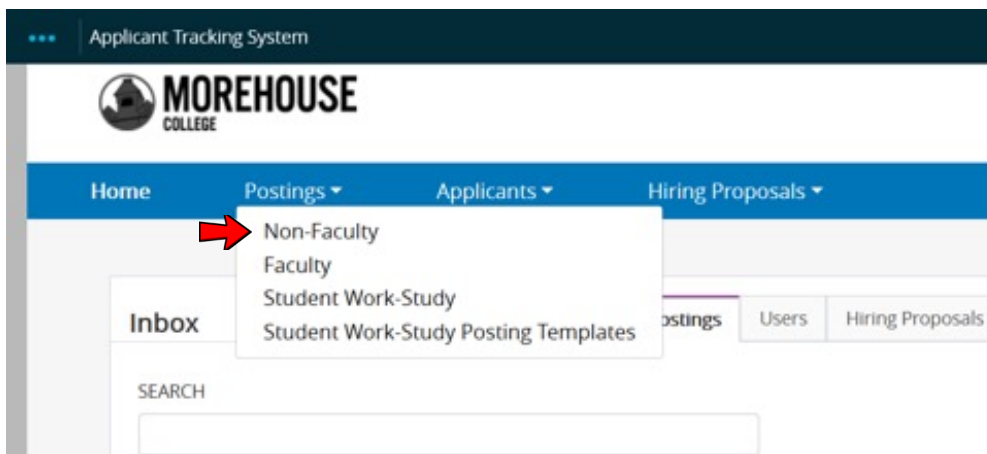 Applicant Tracking System
MOREHOUSE
COLLEGE
Home Postings Applicants Hiring Proposals
Non-Faculty
Faculty
Student Work-Study
Student Work-Study Posting Templates
Inbox ostings Users Hiring Proposals
SEARCH